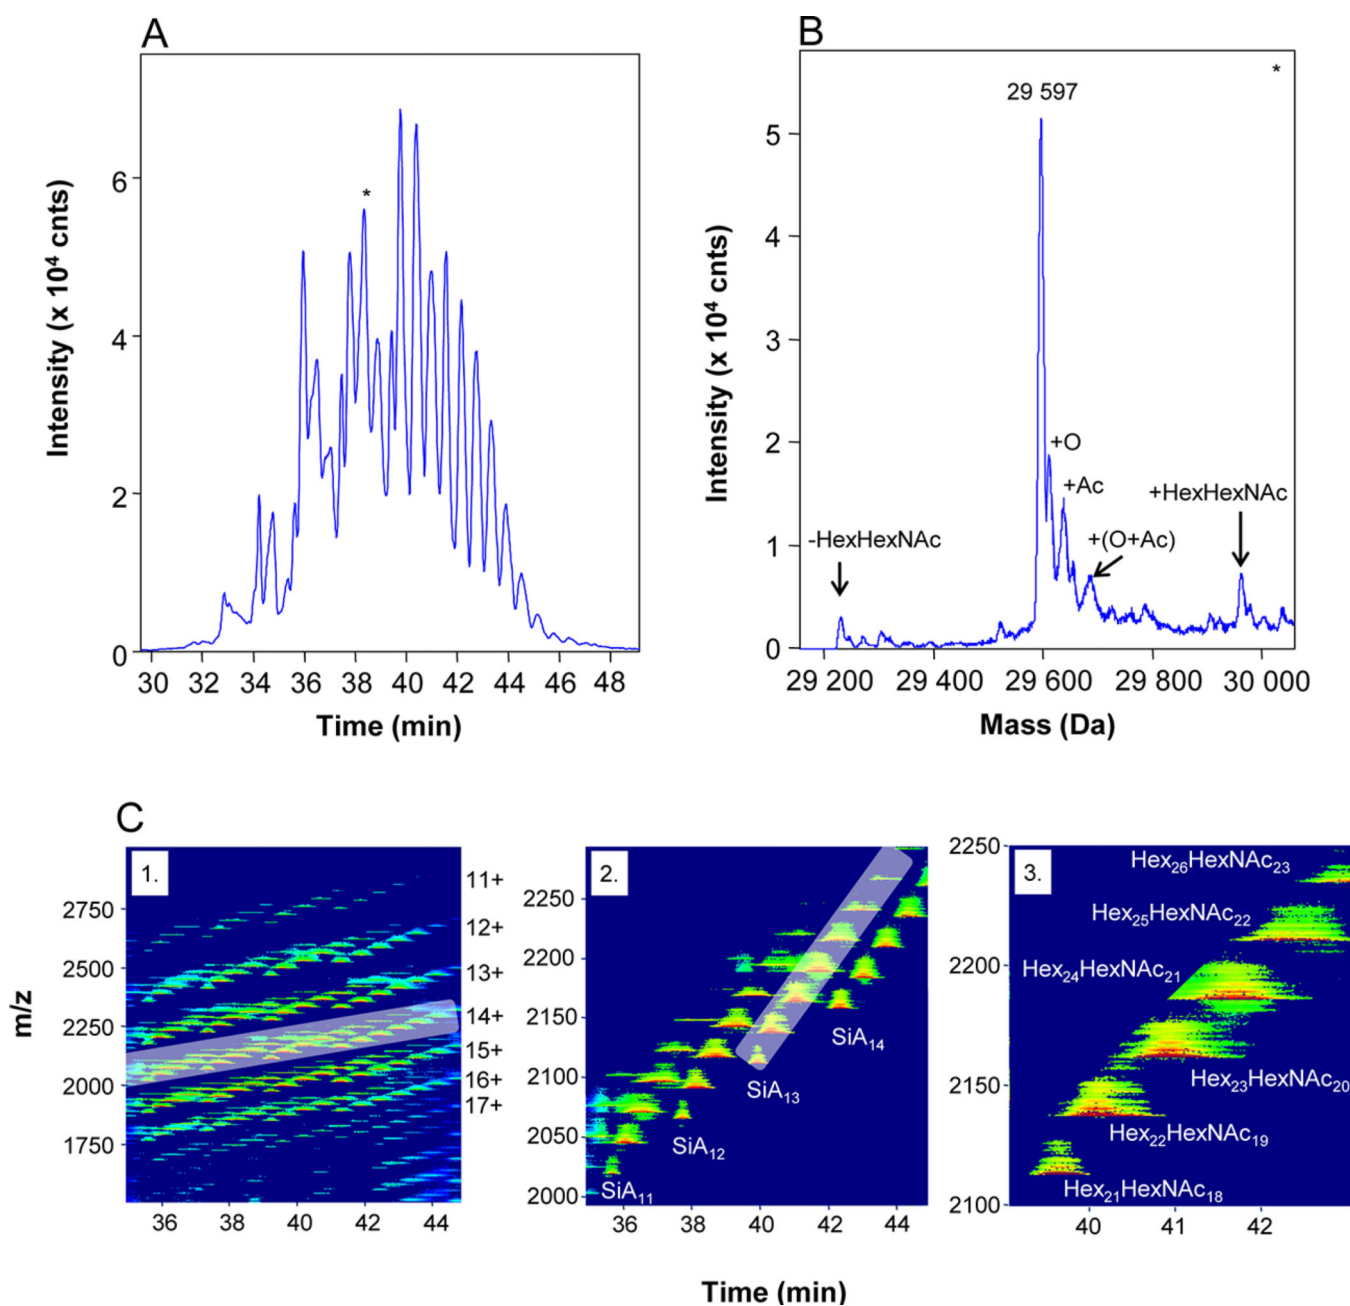 A
Intensity (x 10⁴ cnts)
6
4
2
0
*
30 32 34 36 38 40 42 44 46 48
Time (min)
B
*
29 597
Intensity (x 10⁴ cnts)
5
4
3
2
1
0
+O
+Ac
+HexHexNAc
-HexHexNAc
+(O+Ac)
29 200 29 400 29 600 29 800 30 000
Mass (Da)
C
m/z
1.
2750
2500
2250
2000
1750
11+
12+
13+
14+
15+
16+
17+
36 38 40 42 44
2.
2250
2200
2150
2100
2050
2000
SiA₁₄
SiA₁₃
SiA₁₂
SiA₁₁
36 38 40 42 44
3.
2250
2200
2150
2100
Hex₂₆HexNAc₂₃
Hex₂₅HexNAc₂₂
Hex₂₄HexNAc₂₁
Hex₂₃HexNAc₂₀
Hex₂₂HexNAc₁₉
Hex₂₁HexNAc₁₈
40 41 42
Time (min)